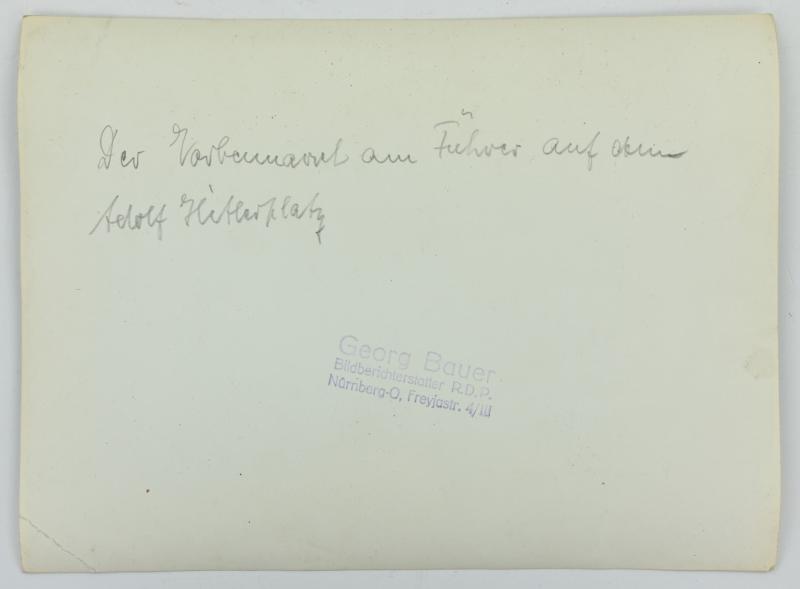 Der Vorbeimarsch am Führer auf dem
Adolf Hitlerplatz
Georg Bauer
Bildberichterstatter R.D.P.
Nürnberg-O, Freyjastr. 4/III